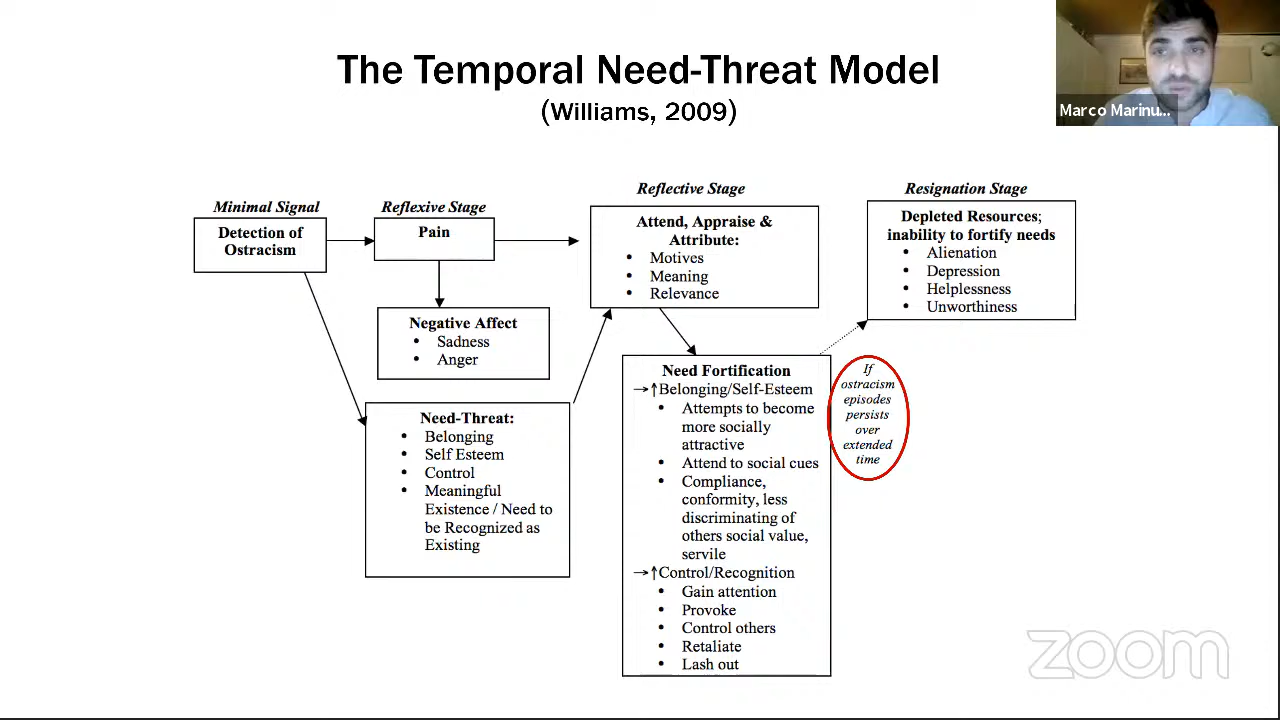 The Temporal Need-Threat Model
(Williams, 2009)
Marco Marinu...
Minimal Signal
Detection of
Ostracism
Reflexive Stage
Pain
Negative Affect
• Sadness
• Anger
Need-Threat:
• Belonging
• Self Esteem
• Control
• Meaningful
Existence / Need to
be Recognized as
Existing
Reflective Stage
Attend, Appraise &
Attribute:
• Motives
• Meaning
• Relevance
Need Fortification
→↑Belonging/Self-Esteem
• Attempts to become
more socially
attractive
• Attend to social cues
• Compliance,
conformity, less
discriminating of
others social value,
servile
→↑Control/Recognition
• Gain attention
• Provoke
• Control others
• Retaliate
• Lash out
If
ostracism
episodes
persists
over
extended
time
Resignation Stage
Depleted Resources;
inability to fortify needs
• Alienation
• Depression
• Helplessness
• Unworthiness
zoom